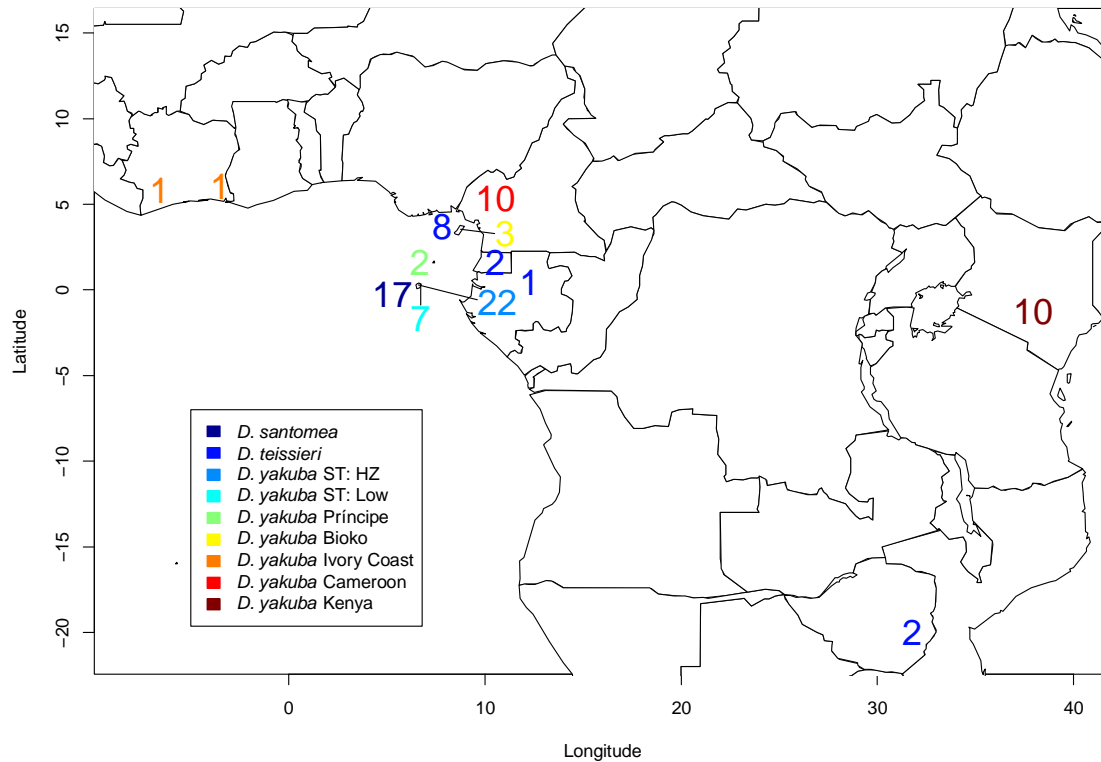 15
10
5
0
−5
−10
−15
−20
Latitude
1
1
10
8
3
2
2
1
17
22
7
10
2
D. santomea
D. teissieri
D. yakuba ST: HZ
D. yakuba ST: Low
D. yakuba Príncipe
D. yakuba Bioko
D. yakuba Ivory Coast
D. yakuba Cameroon
D. yakuba Kenya
0
10
20
30
40
Longitude